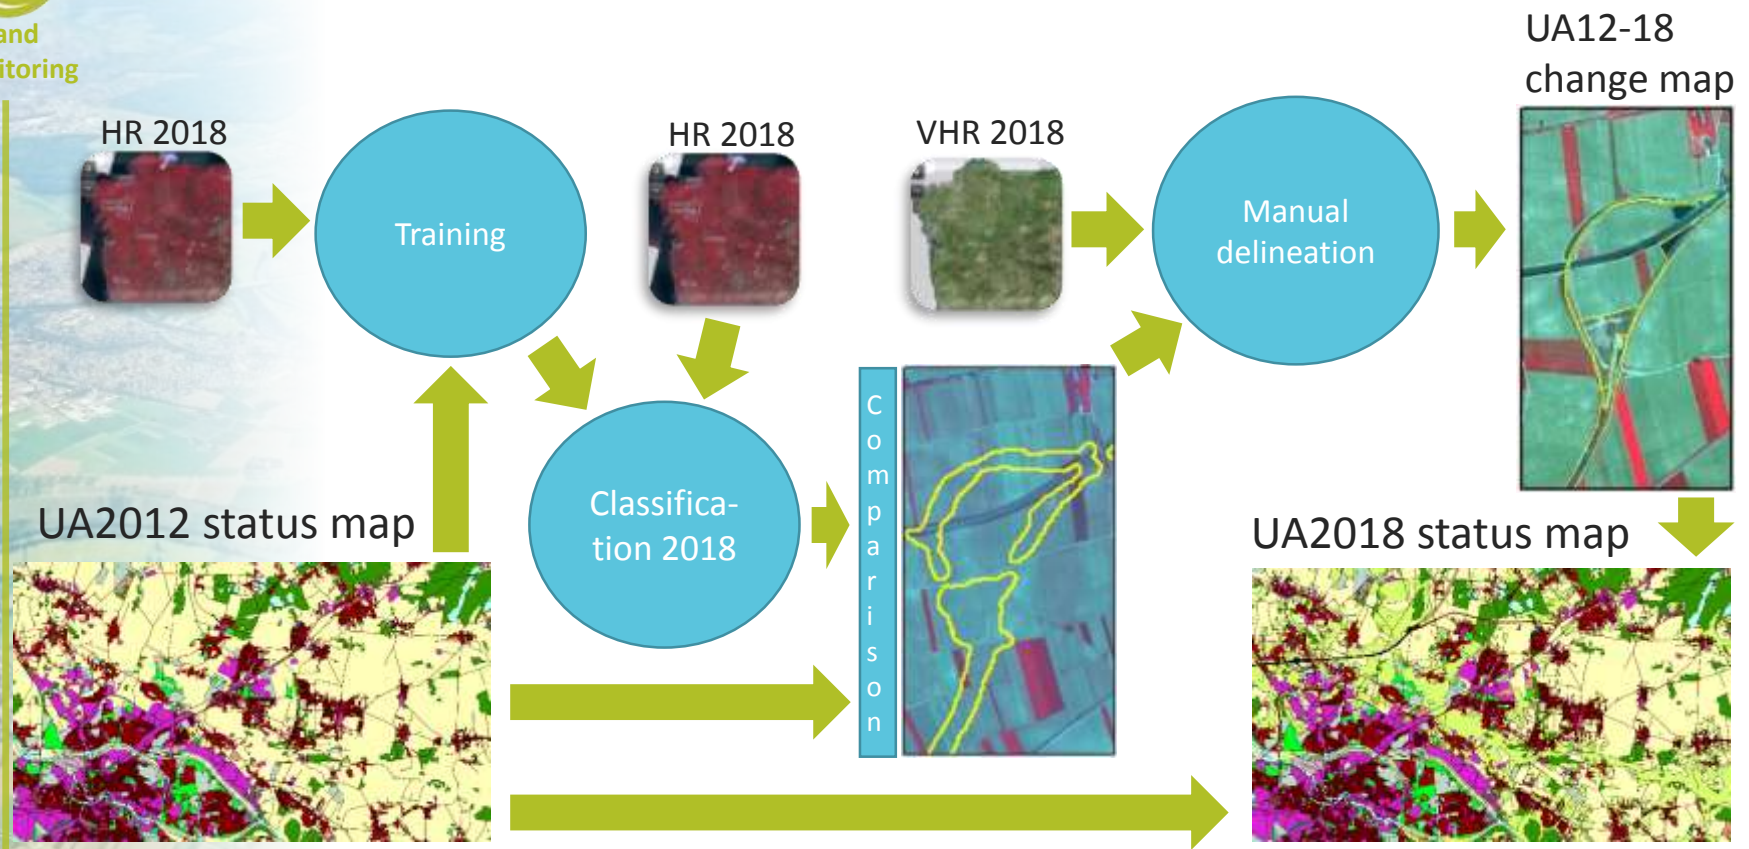 and
itoring
UA12-18
change map
HR 2018
HR 2018
VHR 2018
Training
Manual
delineation
Comparison
Classifica-
tion 2018
UA2012 status map
UA2018 status map